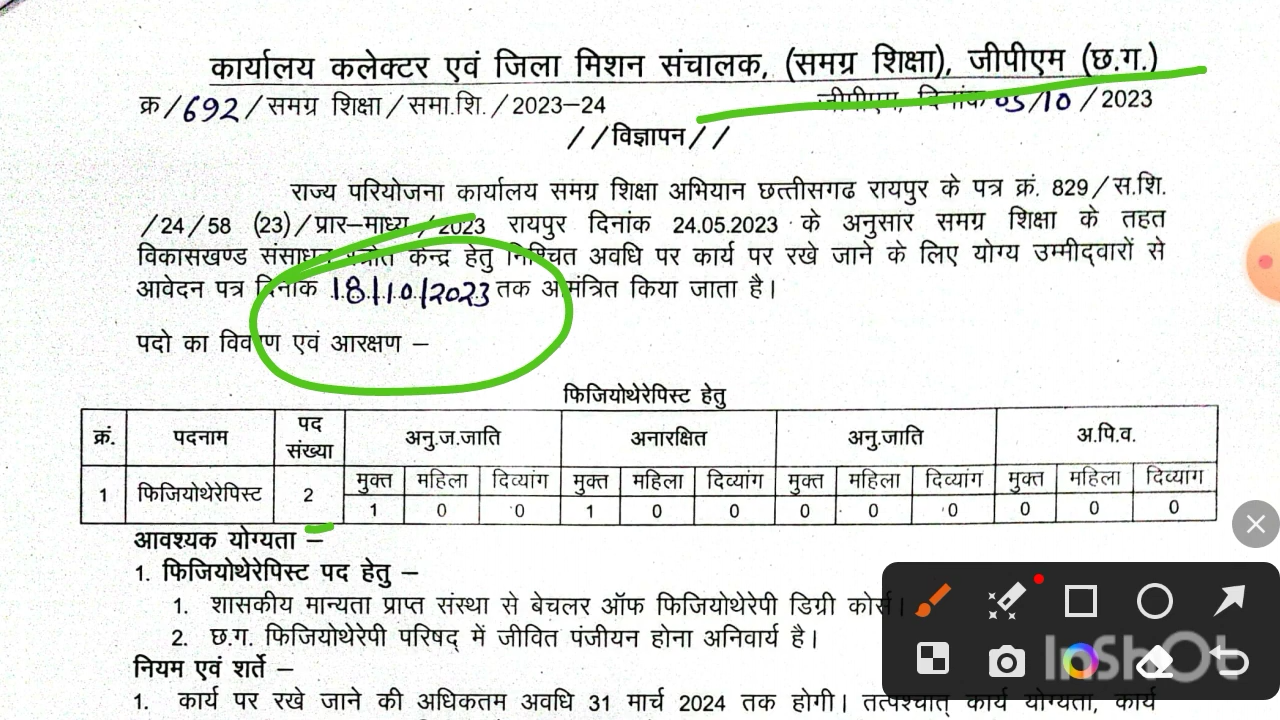 कार्यालय कलेक्टर एवं जिला मिशन संचालक, (समग्र शिक्षा), जीपीएम (छ.ग.)
क्र/692/समग्र शिक्षा/समा.शि./2023–24 जीपीएम, दिनांक 05/10/2023
//विज्ञापन//
राज्य परियोजना कार्यालय समग्र शिक्षा अभियान छत्तीसगढ रायपुर के पत्र क्रं. 829/स.शि.
/24/58 (23)/प्रार–माध्य/2023 रायपुर दिनांक 24.05.2023 के अनुसार समग्र शिक्षा के तहत
विकासखण्ड संसाधन स्त्रोत केन्द्र हेतु निश्चित अवधि पर कार्य पर रखे जाने के लिए योग्य उम्मीद्वारों से
आवेदन पत्र दिनांक 18/10/2023 तक आमंत्रित किया जाता है।
पदो का विवरण एवं आरक्षण –
फिजियोथेरेपिस्ट हेतु
क्रं. पदनाम पद संख्या अनु.ज.जाति अनारक्षित अनु.जाति अ.पि.व.
मुक्त महिला दिव्यांग मुक्त महिला दिव्यांग मुक्त महिला दिव्यांग मुक्त महिला दिव्यांग
1 फिजियोथेरेपिस्ट 2 1 0 0 1 0 0 0 0 0 0 0 0
आवश्यक योग्यता –
1. फिजियोथेरेपिस्ट पद हेतु –
1. शासकीय मान्यता प्राप्त संस्था से बेचलर ऑफ फिजियोथेरेपी डिग्री कोर्स।
2. छ.ग. फिजियोथेरेपी परिषद् में जीवित पंजीयन होना अनिवार्य है।
नियम एवं शर्ते –
1. कार्य पर रखे जाने की अधिकतम अवधि 31 मार्च 2024 तक होगी। तत्पश्चात् कार्य योग्यता, कार्य
InShOt